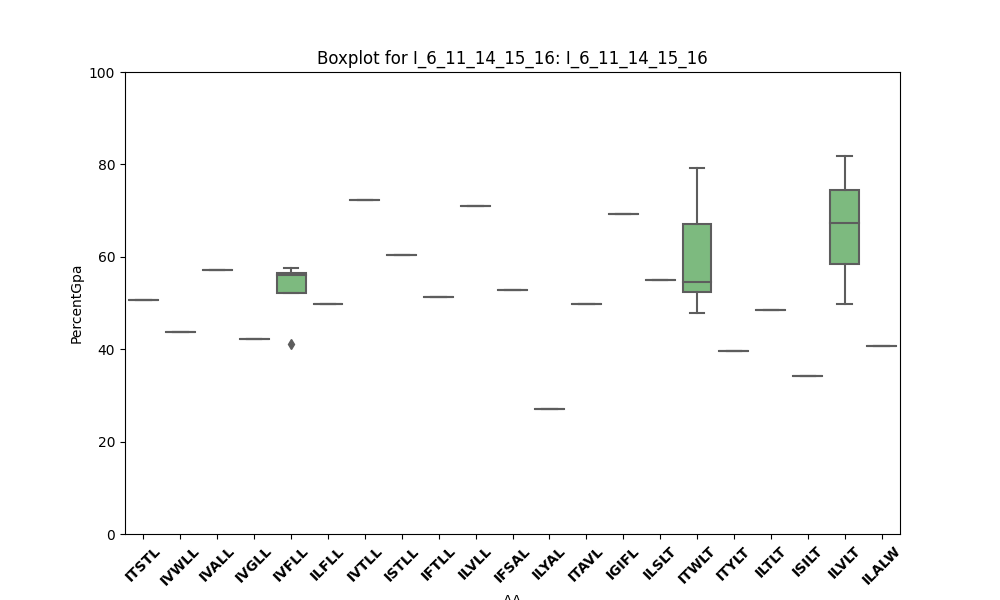 Boxplot for I_6_11_14_15_16: I_6_11_14_15_16
PercentGpa
100
80
60
40
20
0
ITSTL
IVWLL
IVALL
IVGLL
IVFLL
ILFLL
IVTLL
ISTLL
IFTLL
ILVLL
IFSAL
ILYAL
ITAVL
IGIFL
ILSLT
ITWLT
ITYLT
ILTLT
ISILT
ILVLT
ILALW
AA